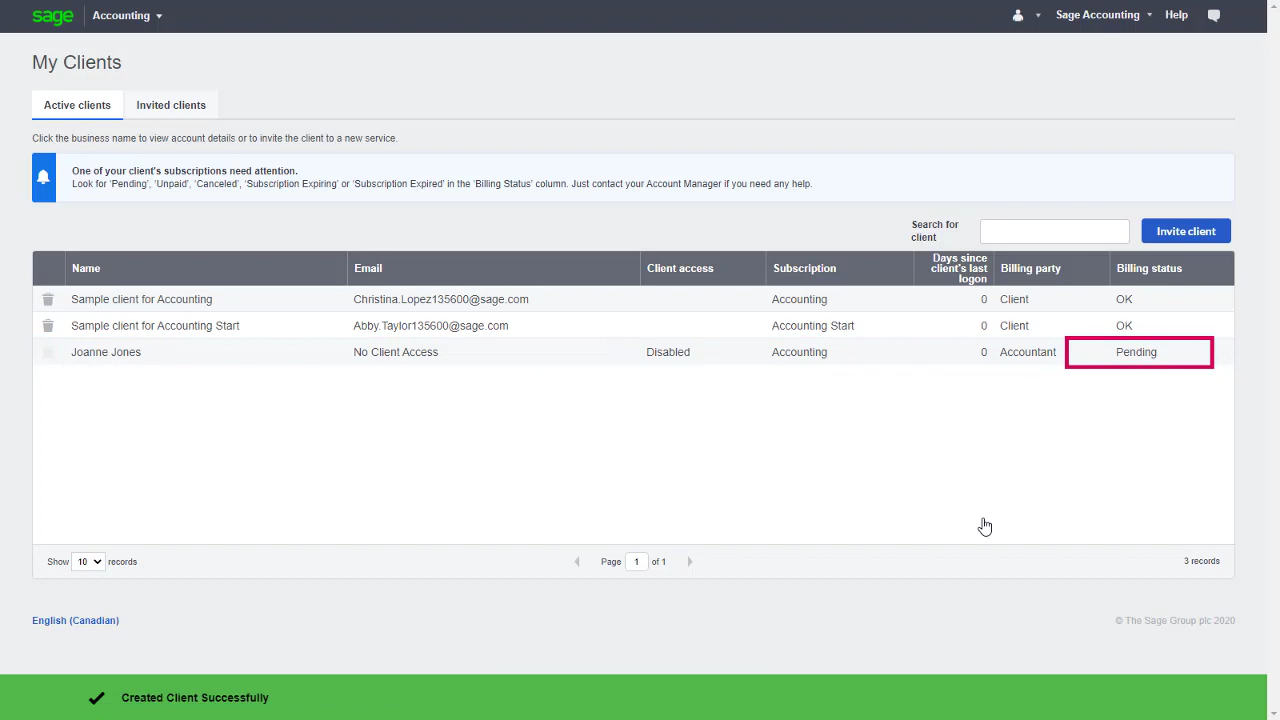 sage Accounting Sage Accounting Help
My Clients
Active clients Invited clients
Click the business name to view account details or to invite the client to a new service.
One of your client's subscriptions need attention.
Look for 'Pending', 'Unpaid', 'Canceled', 'Subscription Expiring' or 'Subscription Expired' in the 'Billing Status' column. Just contact your Account Manager if you need any help.
Search for
client
Invite client
Name Email Client access Subscription Days since client's last logon Billing party Billing status
Sample client for Accounting Christina.Lopez135600@sage.com Accounting 0 Client OK
Sample client for Accounting Start Abby.Taylor135600@sage.com Accounting Start 0 Client OK
Joanne Jones No Client Access Disabled Accounting 0 Accountant Pending
Show 10 records Page 1 of 1 3 records
English (Canadian) © The Sage Group plc 2020
Created Client Successfully